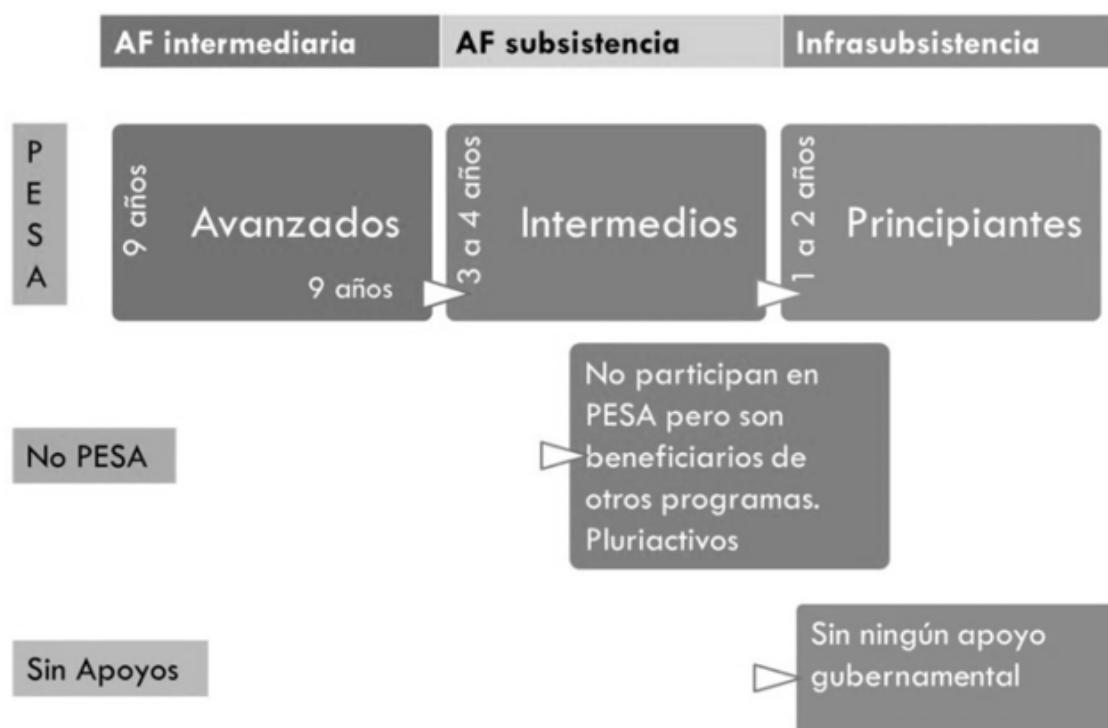 AF intermediaria
AF subsistencia
Infrasubsistencia
P
E
S
A
9 años
Avanzados
9 años
3 a 4 años
Intermedios
1 a 2 años
Principiantes
No PESA
No participan en
PESA pero son
beneficiarios de
otros programas.
Pluriactivos
Sin Apoyos
Sin ningún apoyo
gubernamental